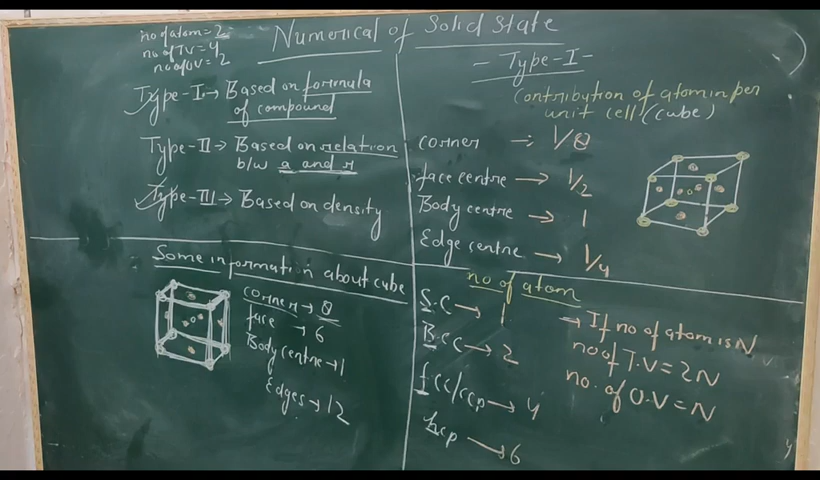 no of atom = 2
no of T.V = 4
no of O.V = 2
Numerical of Solid State
Type-I → Based on formula
of compound
Type-II → Based on relation
b/w a and r
Type-III → Based on density
- Type-I -
Contribution of atom in per
unit cell (cube)
corner → 1/8
face centre → 1/2
Body centre → 1
Edge centre → 1/4
Some information about cube
corner → 8
face → 6
Body centre → 1
Edges → 12
no of atom
S.C → 1
B.CC → 2
fcc/ccp → 4
hcp → 6
→ If no of atom is N
no of T.V = 2N
no. of O.V = N